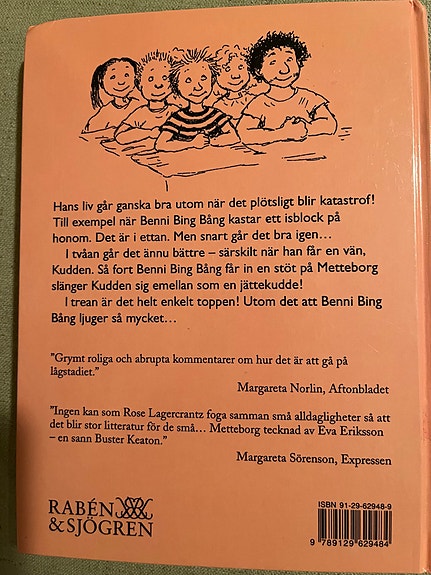 Hans liv går ganska bra utom när det plötsligt blir katastrof!
Till exempel när Benni Bing Bång kastar ett isblock på
honom. Det är i ettan. Men snart går det bra igen…
I tvåan går det ännu bättre – särskilt när han får en vän,
Kudden. Så fort Benni Bing Bång får in en stöt på Metteborg
slänger Kudden sig emellan som en jättekudde!
I trean är det helt enkelt toppen! Utom det att Benni Bing
Bång ljuger så mycket…
”Grymt roliga och abrupta kommentarer om hur det är att gå på
lågstadiet.”
Margareta Norlin, Aftonbladet
”Ingen kan som Rose Lagercrantz foga samman små alldagligheter så att
det blir stor litteratur för de små… Metteborg tecknad av Eva Eriksson
– en sann Buster Keaton.”
Margareta Sörenson, Expressen
RABÉN
&SJÖGREN
ISBN 91-29-62948-9
9 789129 629484